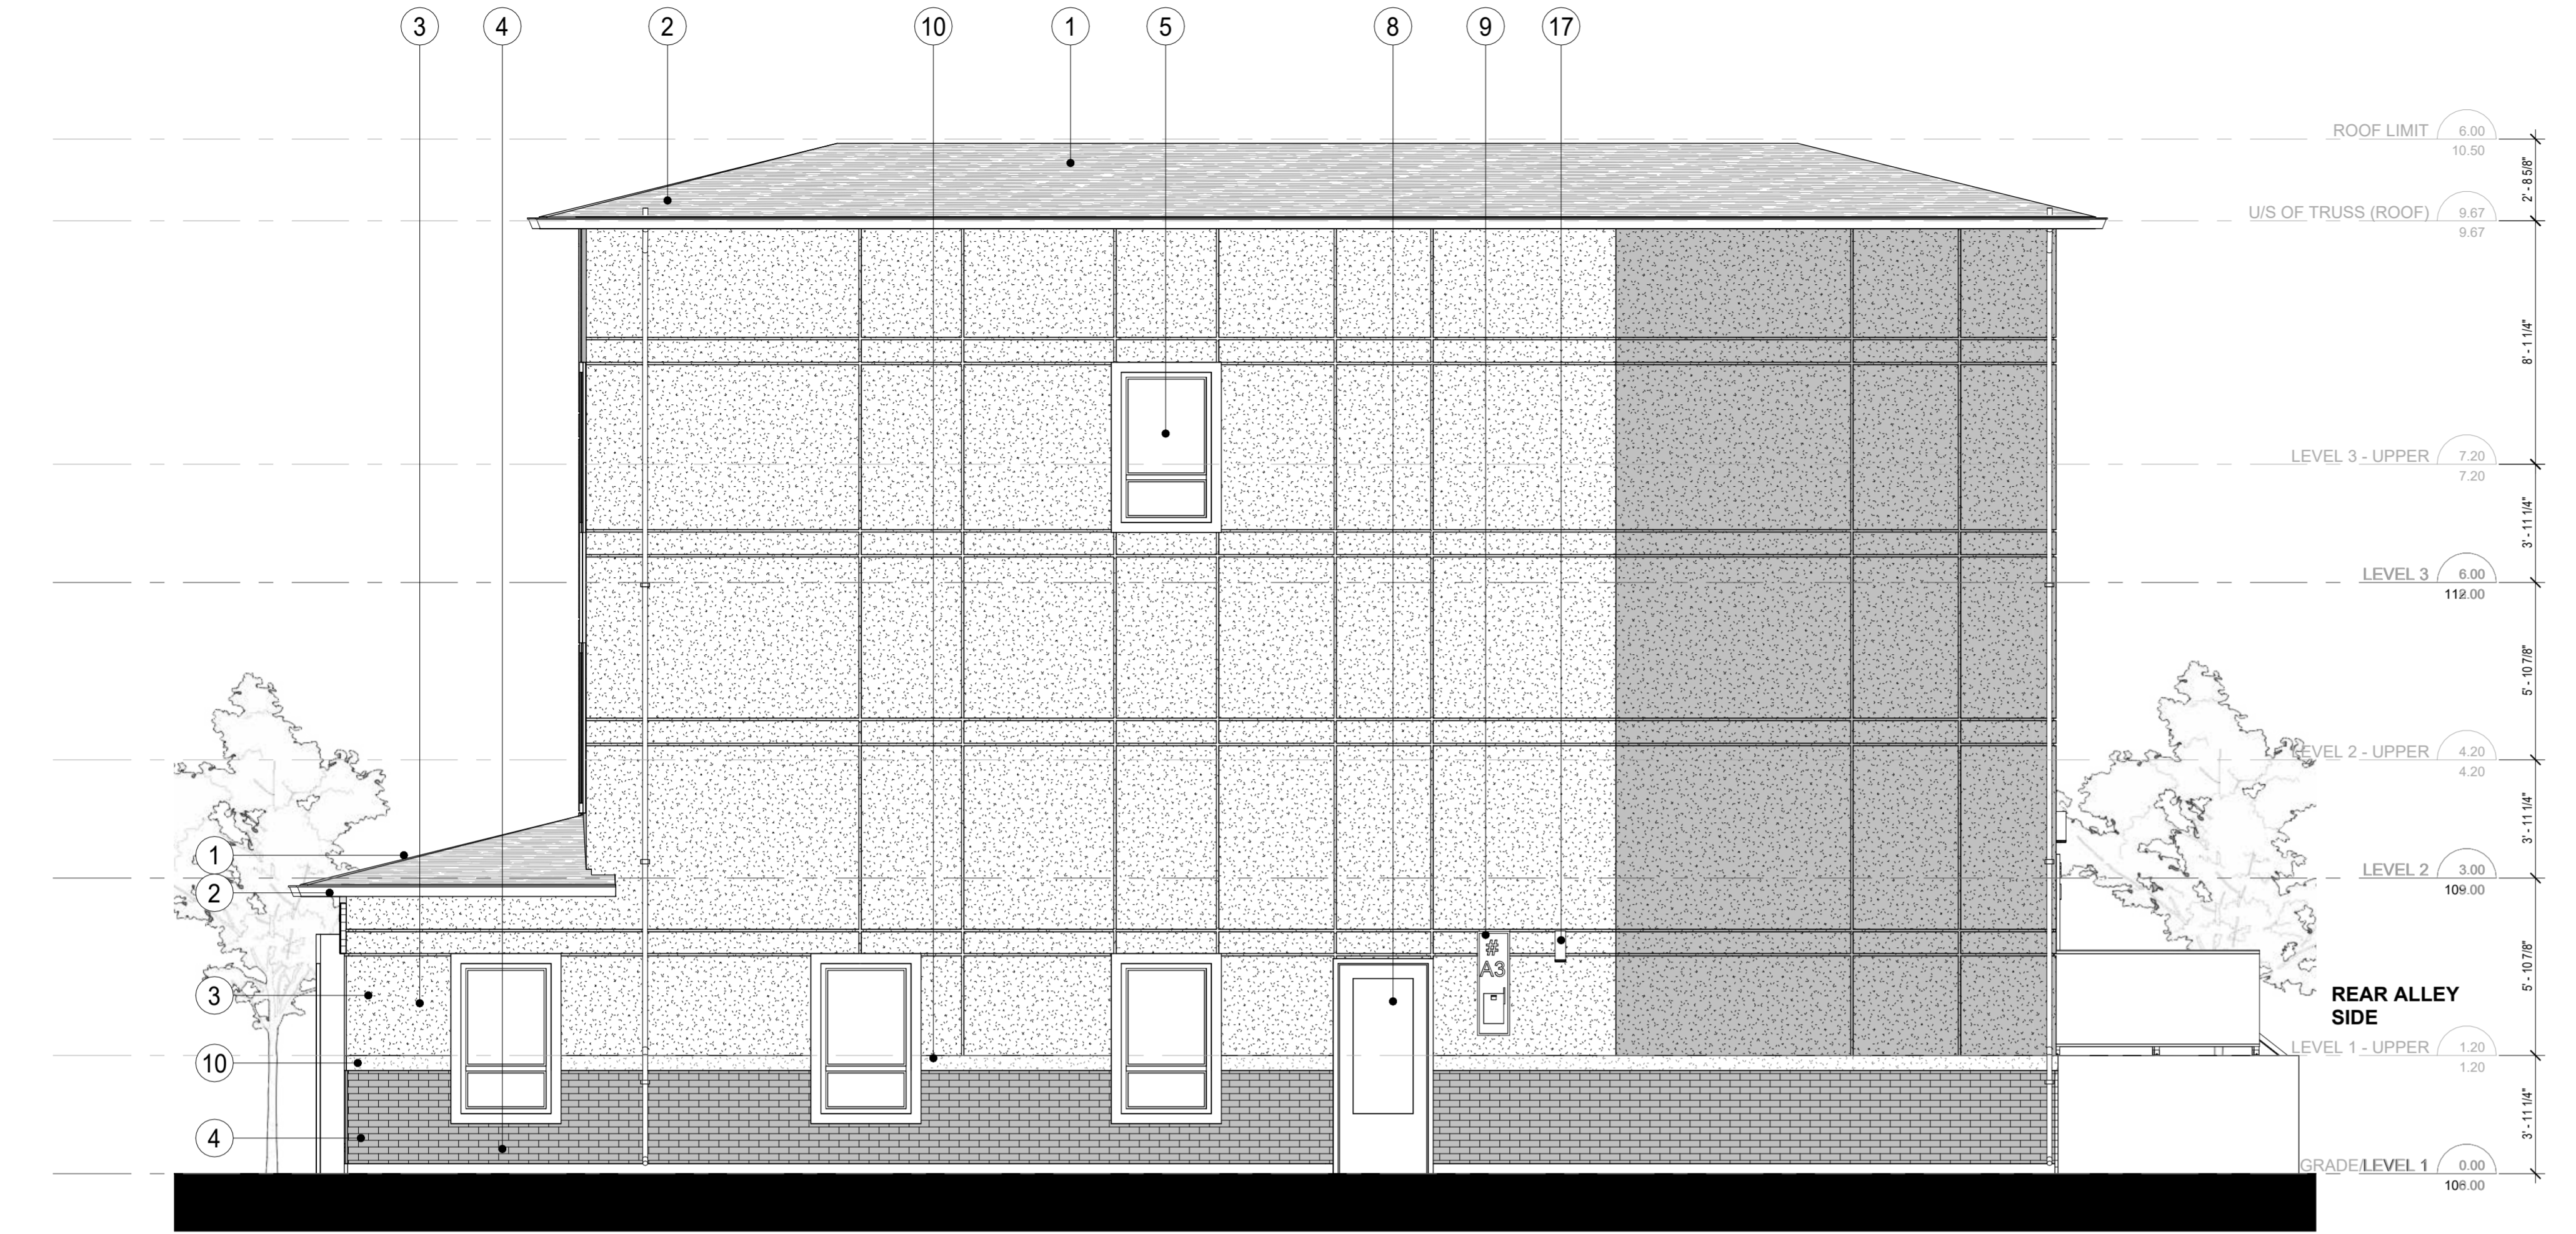 3 4 2 10 1 5 8 9 17
ROOF LIMIT 6.00
10.50
2' - 8 5/8"
U/S OF TRUSS (ROOF) 9.67
9.67
8' - 1 1/4"
LEVEL 3 - UPPER 7.20
7.20
3' - 11 1/4"
LEVEL 3 6.00
5' - 10 7/8"
LEVEL 2 - UPPER 4.20
4.20
3' - 11 1/4"
1
LEVEL 2 3.00
2
109.00
#
A3
5' - 10 7/8"
3
REAR ALLEY
SIDE
LEVEL 1 - UPPER 1.20
10
1.20
3' - 11 1/4"
4
GRADE/LEVEL 1 0.00